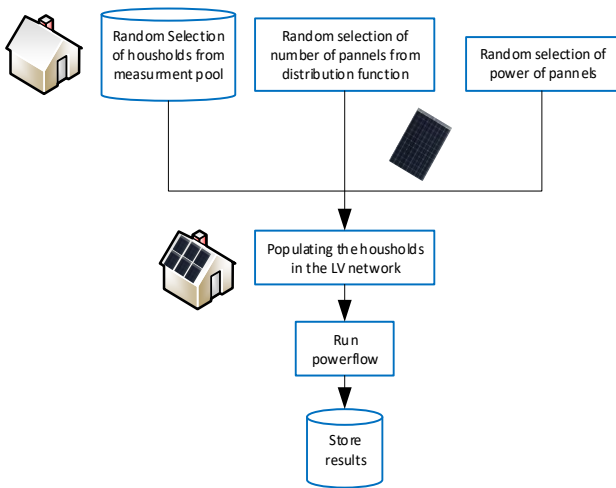 Random Selection
of housholds from
measurment pool
Random selection of
number of pannels from
distribution function
Random selection of
power of pannels
Populating the housholds
in the LV network
Run
powerflow
Store
results